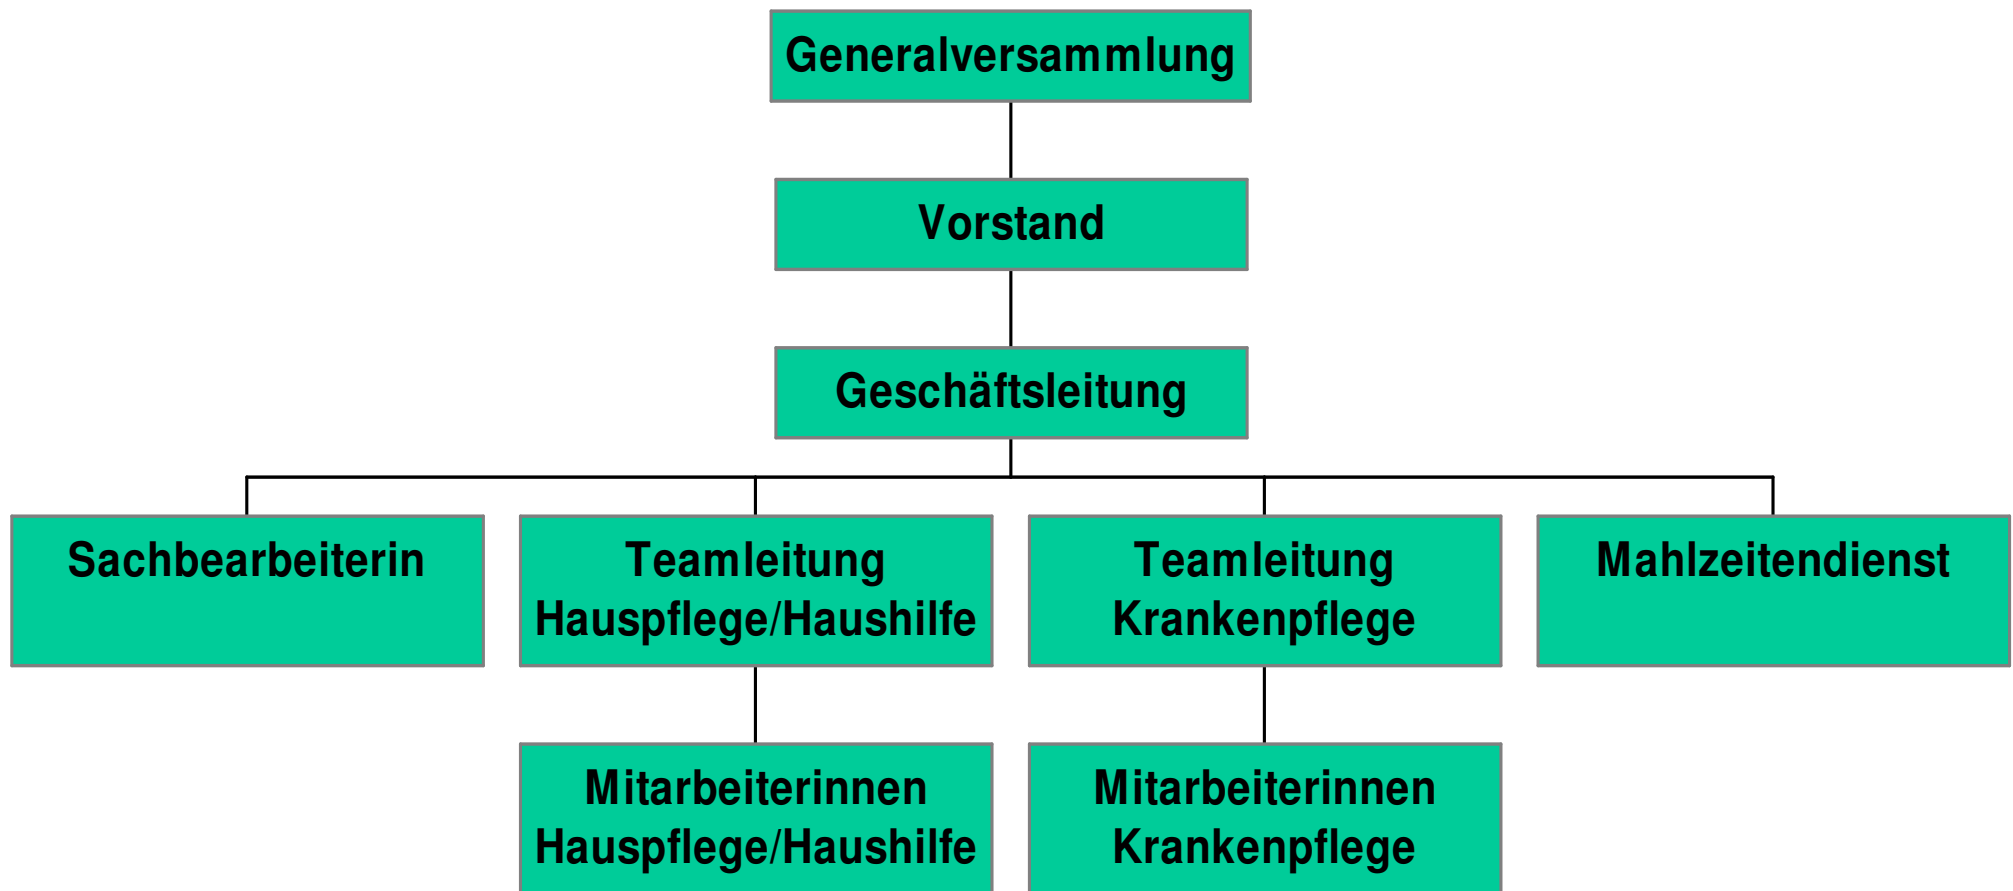 Generalversammlung
Vorstand
Geschäftsleitung
Sachbearbeiterin
Teamleitung
Hauspflege/Haushilfe
Teamleitung
Krankenpflege
Mahlzeitendienst
Mitarbeiterinnen
Hauspflege/Haushilfe
Mitarbeiterinnen
Krankenpflege